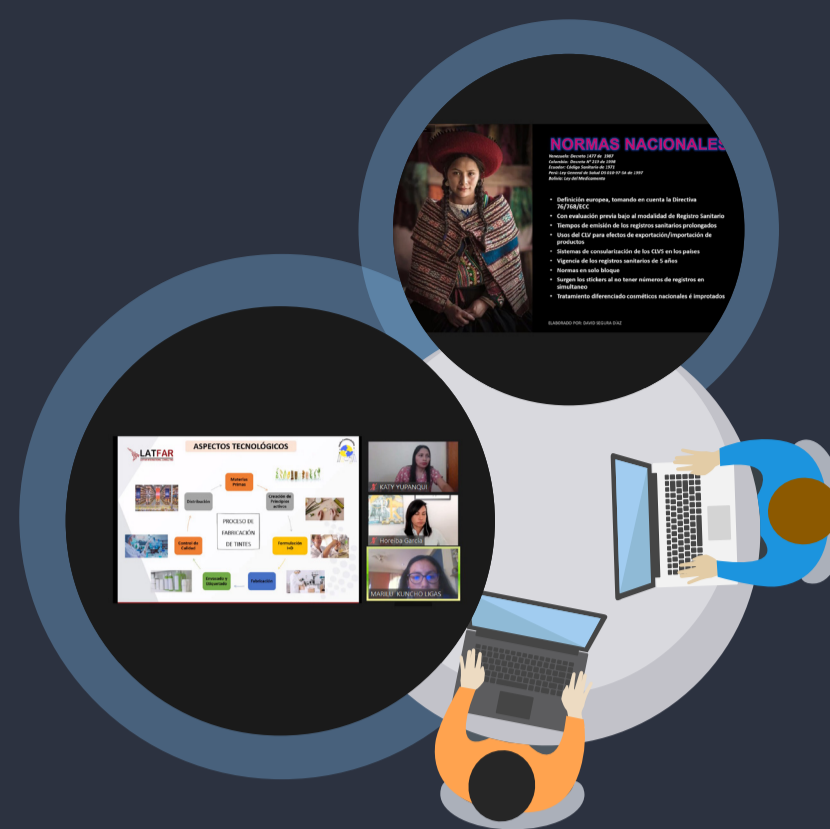 NORMAS NACIONALES
Venezuela: Decreto 1477 de 1987
Colombia: Decreto N° 219 de 1998
Ecuador: Código Sanitario de 1971
Perú: Ley General de Salud DS 010-97-SA de 1997
Bolivia: Ley del Medicamento
• Definición europea, tomando en cuenta la Directiva
76/768/ECC
• Con evaluación previa bajo al modalidad de Registro Sanitario
• Tiempos de emisión de los registros sanitarios prolongados
• Usos del CLV para efectos de exportación/importación de
productos
• Sistemas de consularización de los CLVS en los países
• Vigencia de los registros sanitarios de 5 años
• Normas en solo bloque
• Surgen los stickers al no tener números de registros en
simultaneo
• Tratamiento diferenciado cosméticos nacionales é improtados
ELABORADO POR: DAVID SEGURA DÍAZ
LATFAR
ASPECTOS TECNOLÓGICOS
Materias
Primas
Distribución
Creación de
Principios
activos
PROCESO DE
FABRICACIÓN
DE TINTES
Control de
Calidad
Formulación
I+D
Envasado y
Fabricación
KATY YUPANQUI
Horeiba Garcia
MARILU KUNCHO LIGAS